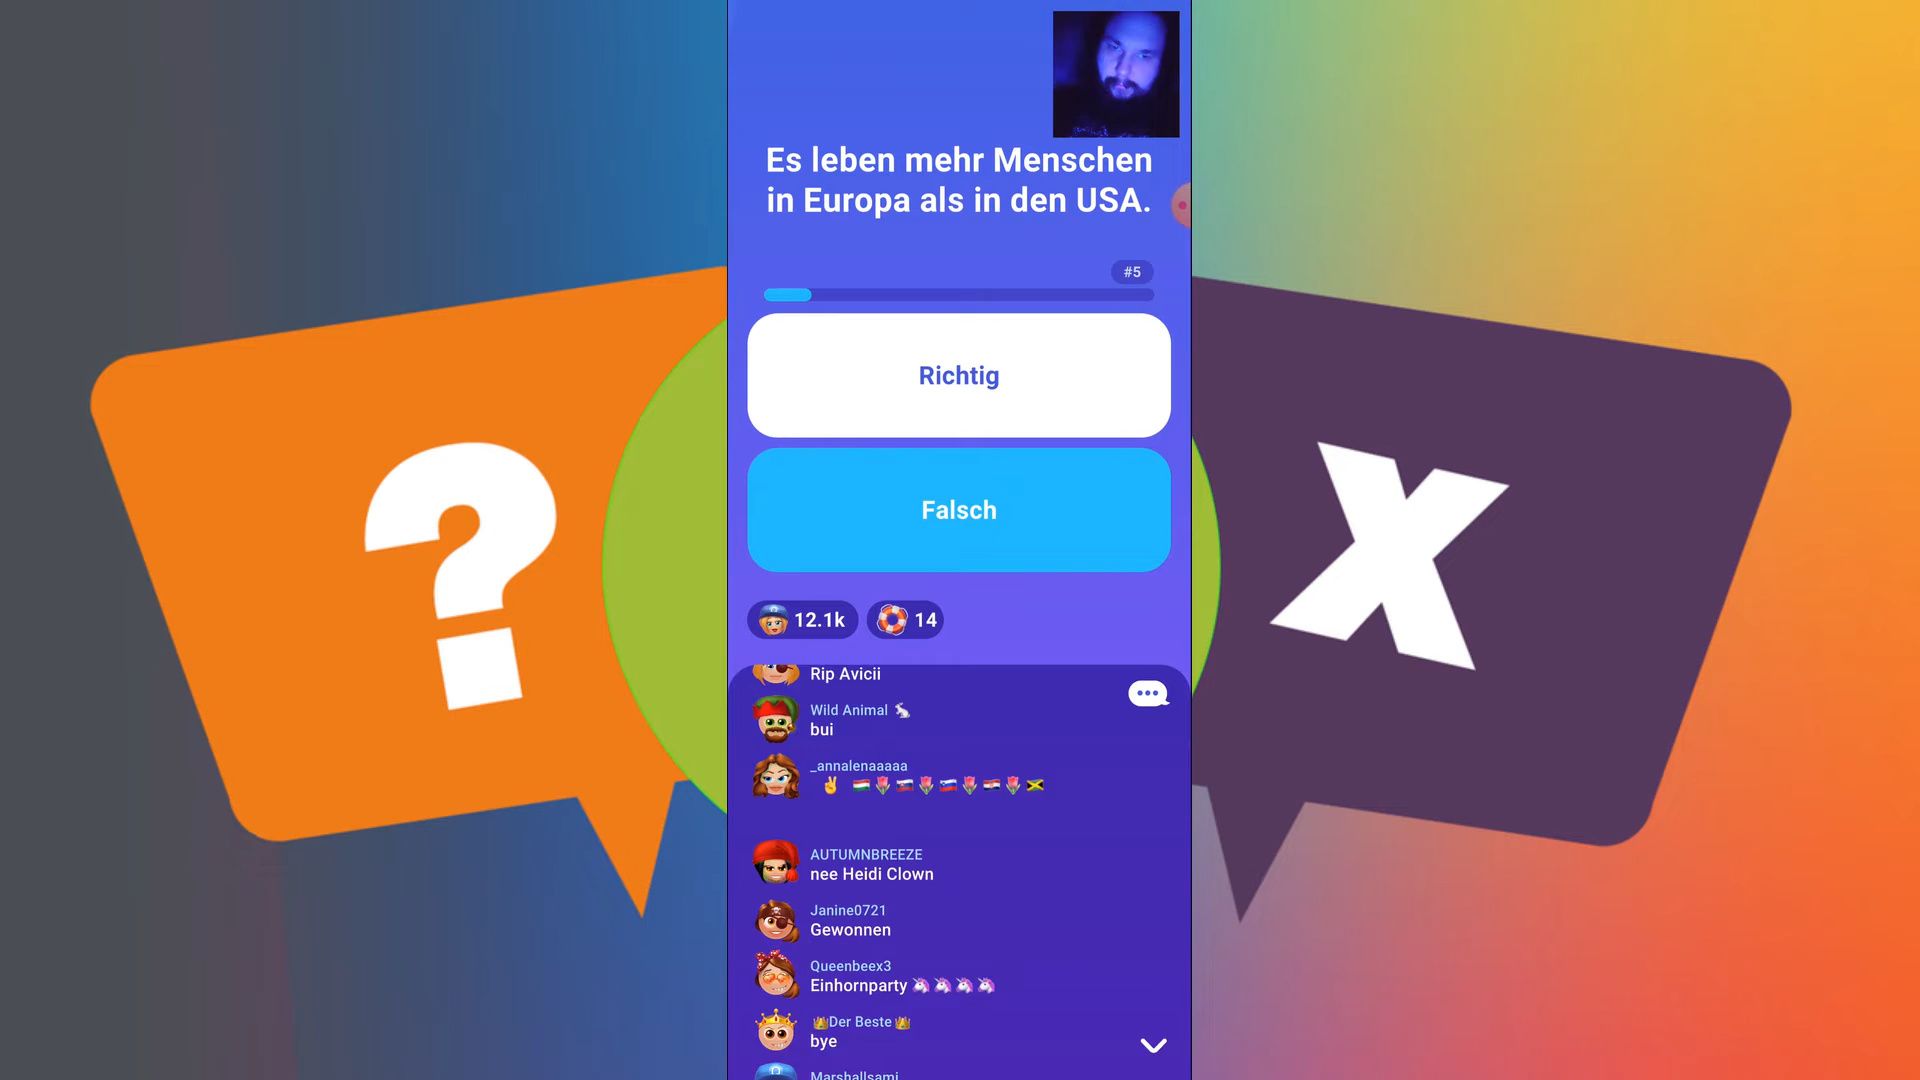 Es leben mehr Menschen
in Europa als in den USA.
#5
Richtig
Falsch
12.1k
14
?
X
Rip Avicii
Wild Animal 🐇
bui
_annalenaaaaa
✌ 🇭🇺🌷🇸🇰🌷🇸🇮🌷🇭🇷🌷🇯🇲
AUTUMNBREEZE
nee Heidi Clown
Janine0721
Gewonnen
Queenbeex3
Einhornparty 🦄🦄🦄🦄
👑Der Beste👑
bye
Marshallsami